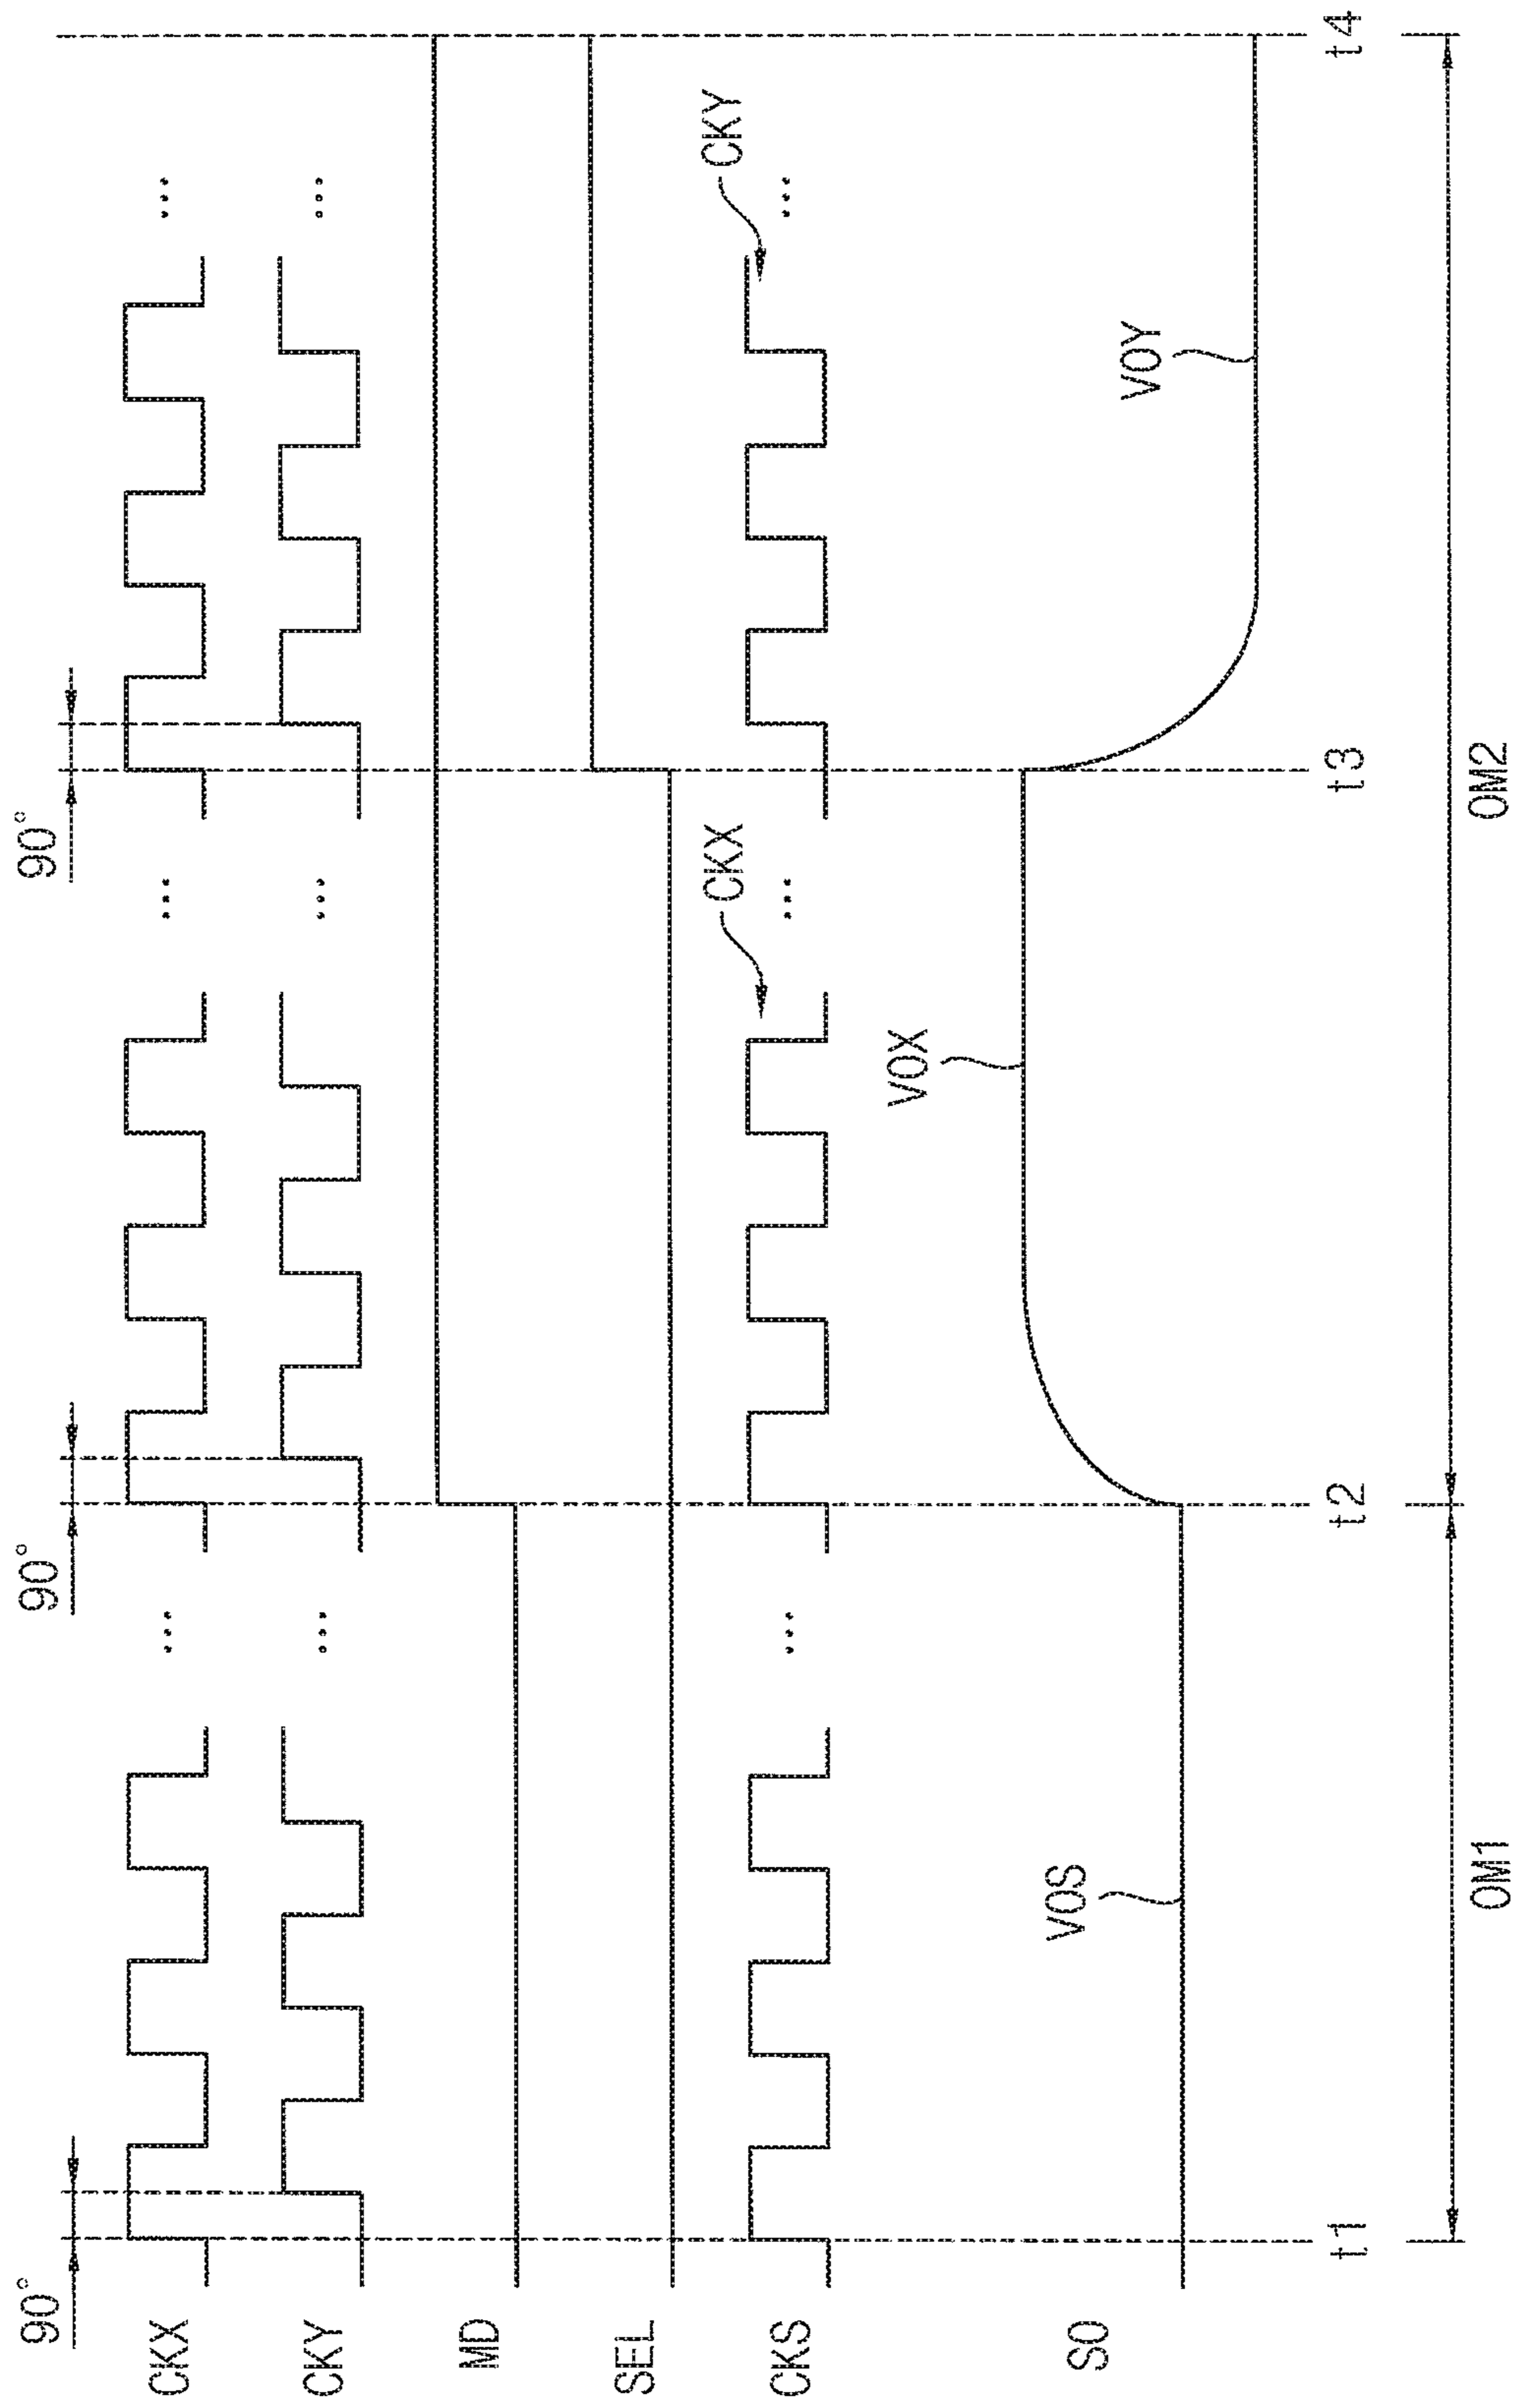 90°
90°
90°
CKX
...
...
...
CKY
...
...
...
MD
SEL
CKX
CKY
CKS
...
...
...
SO
VOS
VOX
VOY
t1
t2
t3
t4
OM1
OM2